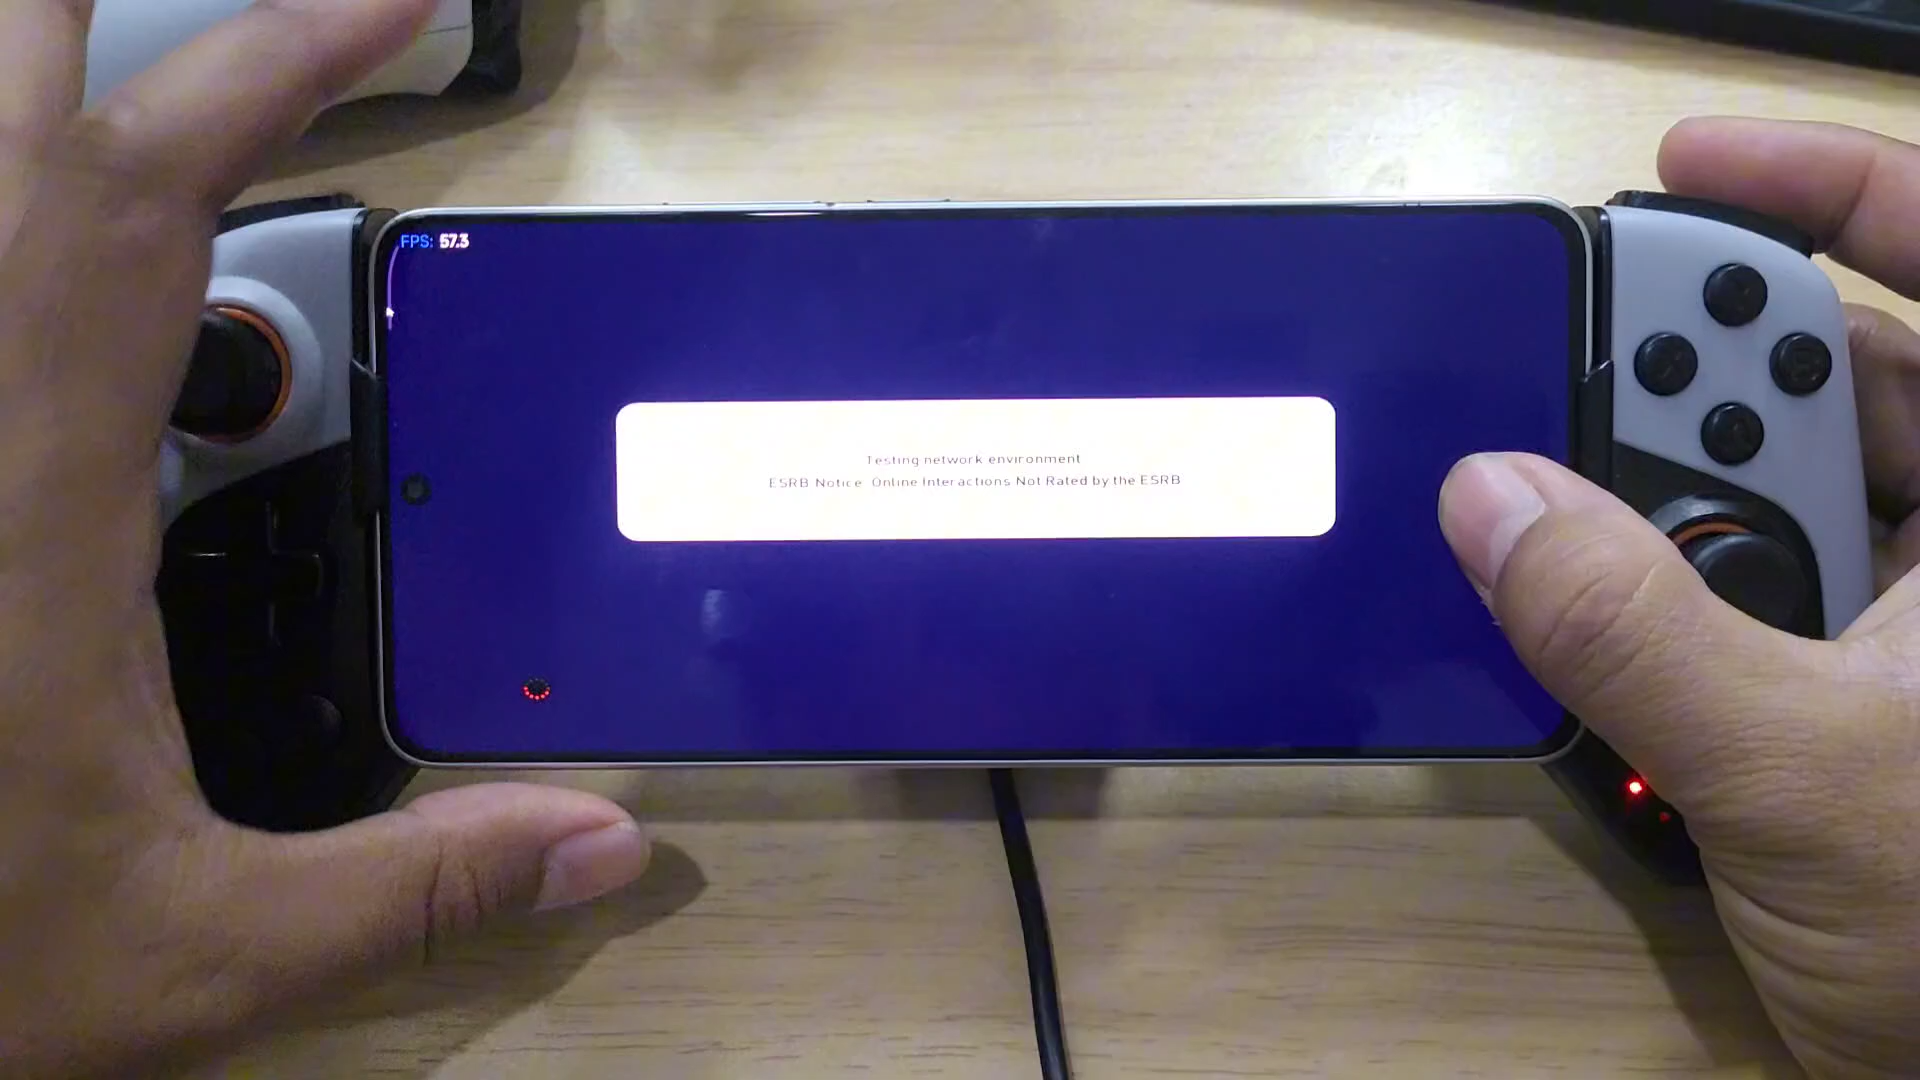 FPS: 57.3
Testing network environment
ESRB Notice: Online Interactions Not Rated by the ESRB